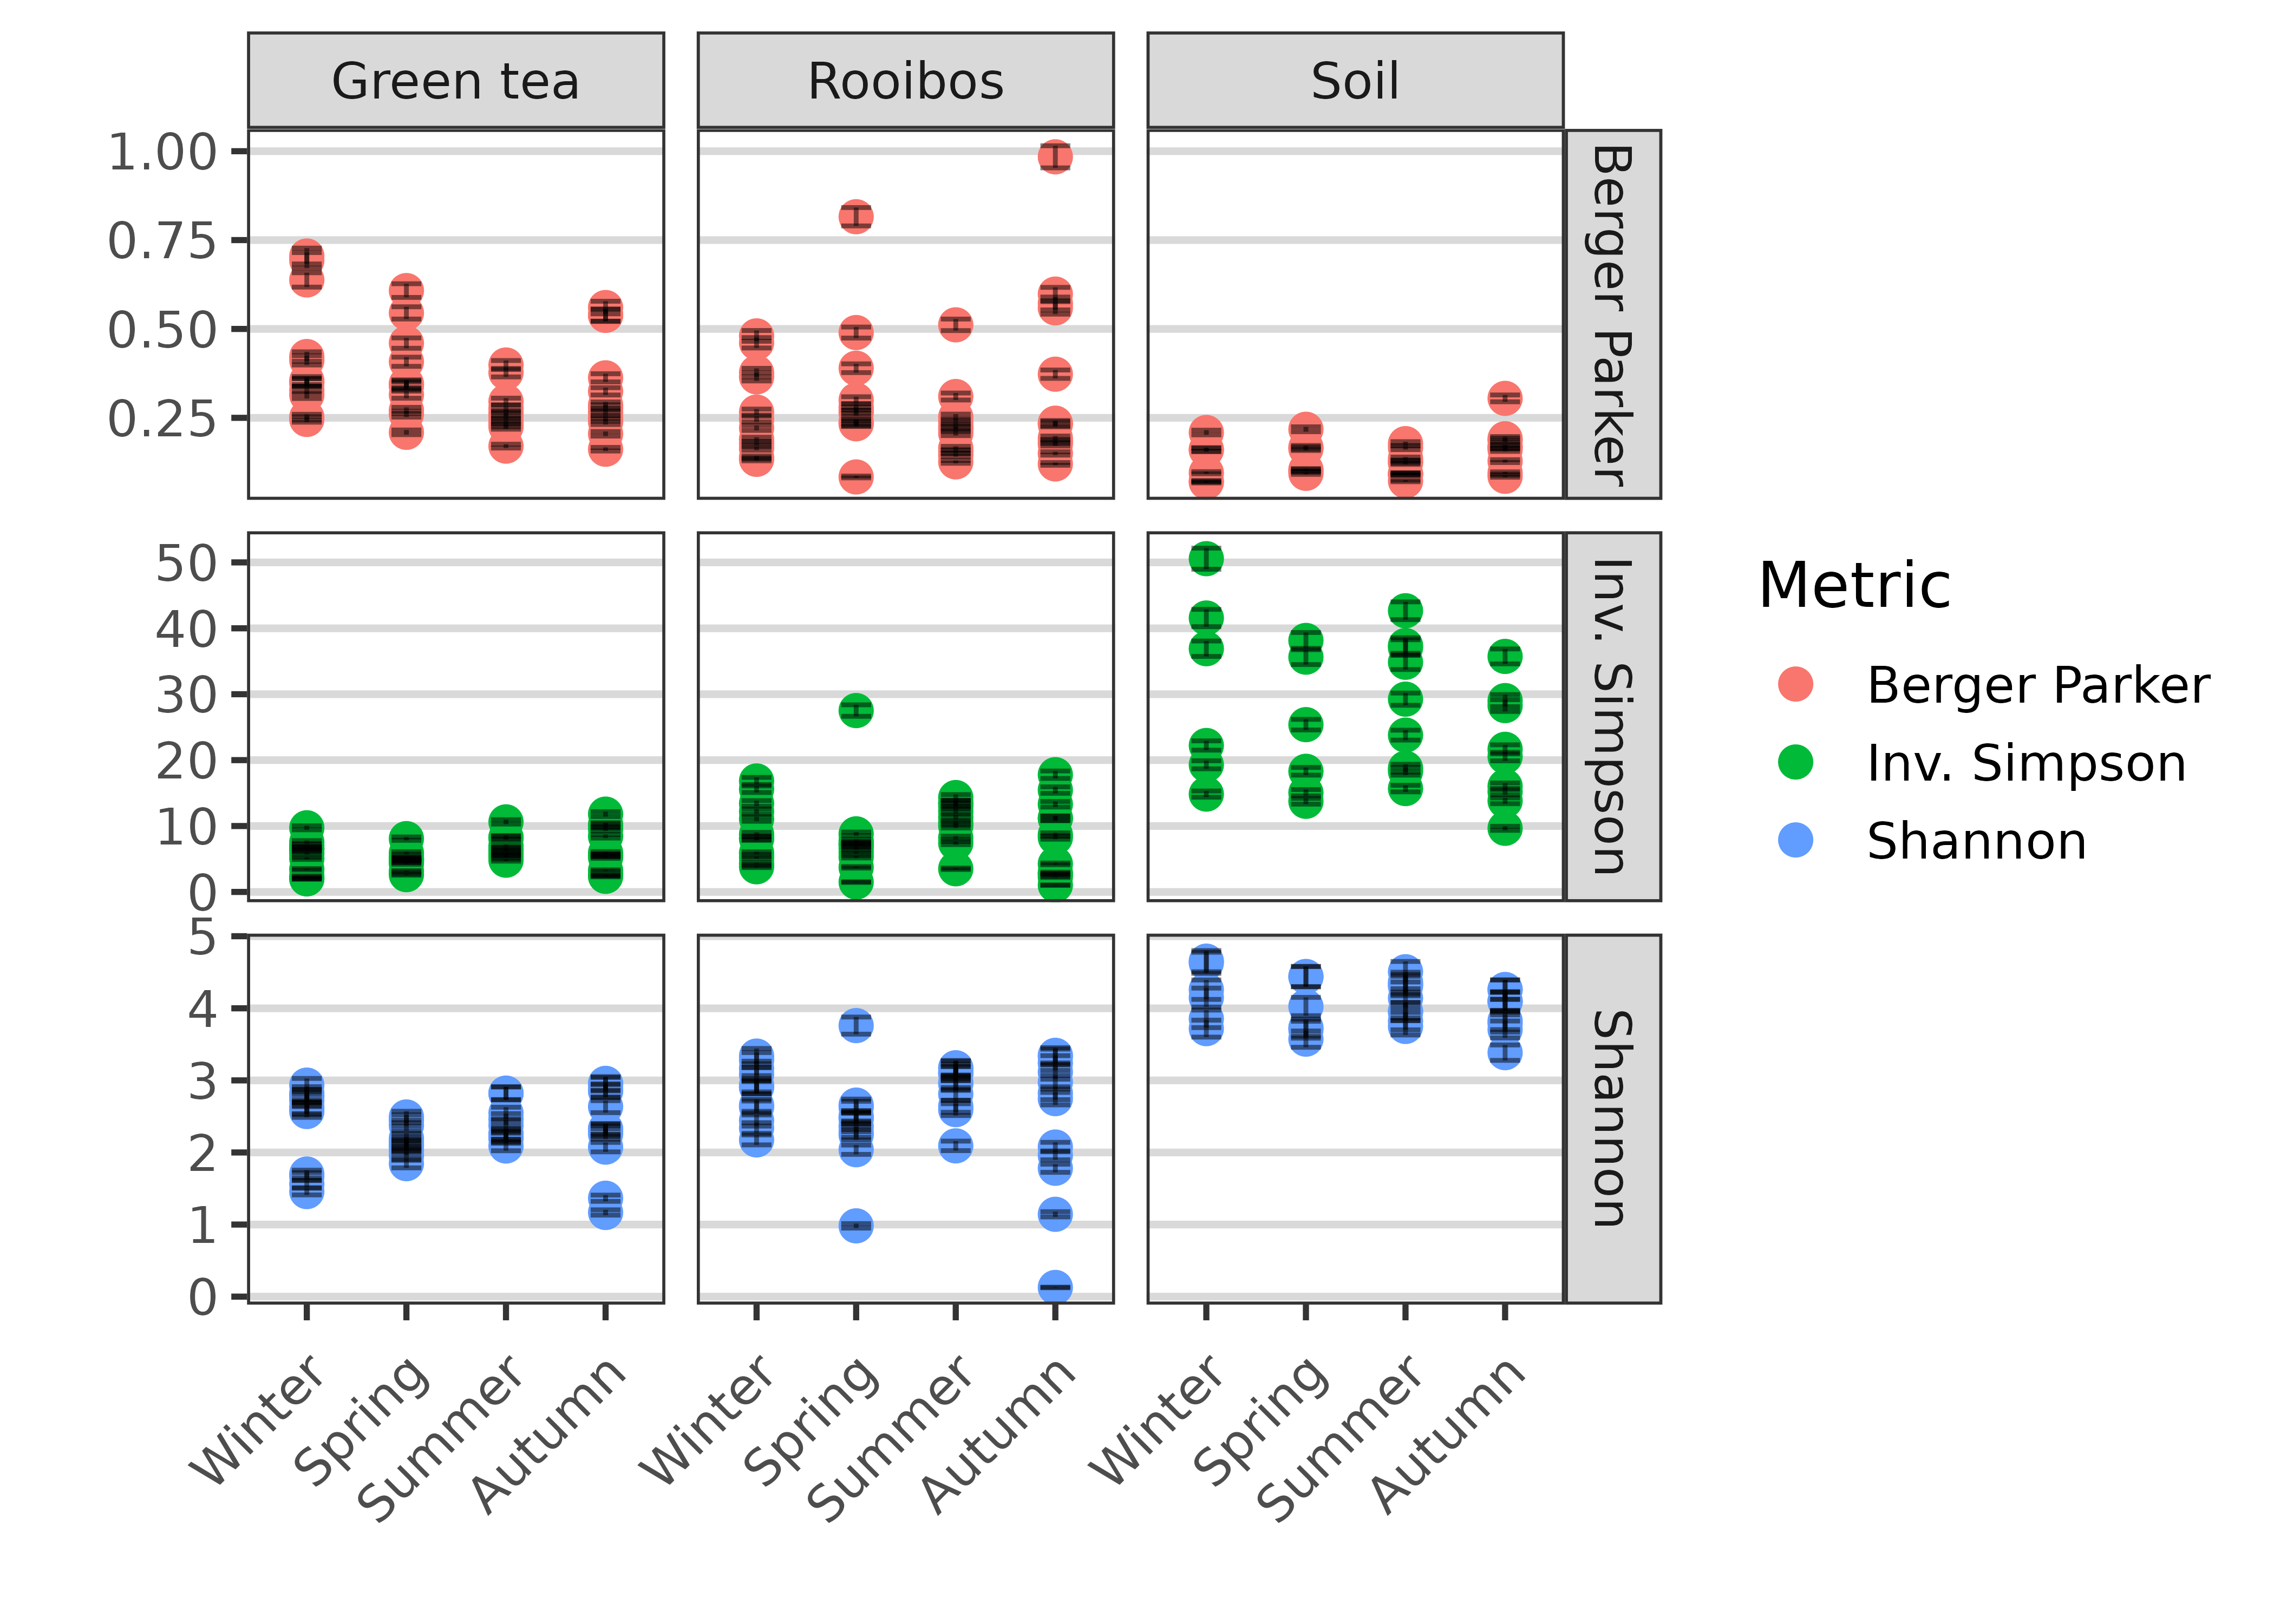 Green tea
Rooibos
Soil
1.00
0.75
0.50
0.25
Berger Parker
50
40
30
20
10
0
Inv. Simpson
5
4
3
2
1
0
Shannon
Winter
Spring
Summer
Autumn
Winter
Spring
Summer
Autumn
Winter
Spring
Summer
Autumn
Metric
Berger Parker
Inv. Simpson
Shannon